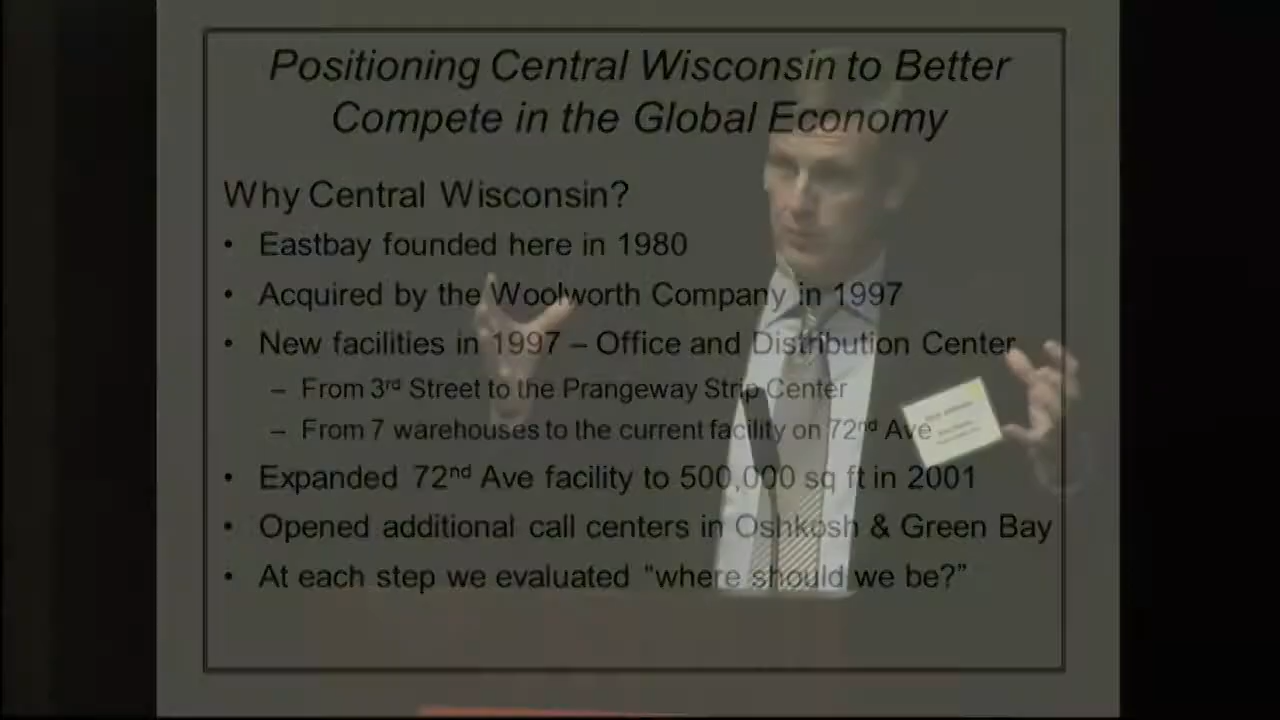 Positioning Central Wisconsin to Better
Compete in the Global Economy
Why Central Wisconsin?
• Eastbay founded here in 1980
• Acquired by the Woolworth Company in 1997
• New facilities in 1997 – Office and Distribution Center
– From 3rd Street to the Prangeway Strip Center
– From 7 warehouses to the current facility on 72nd Ave
• Expanded 72nd Ave facility to 500,000 sq ft in 2001
• Opened additional call centers in Oshkosh & Green Bay
• At each step we evaluated “where should we be?”